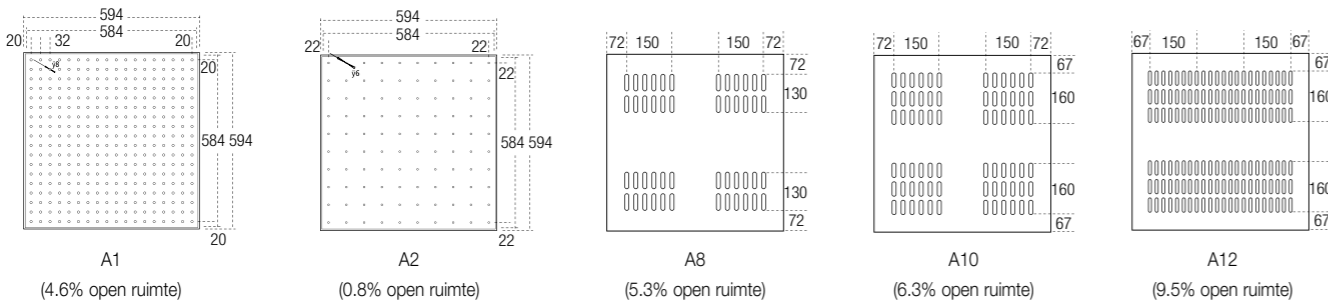 594
584
20 32 20
ÿ8
20
584 594
20
A1
(4.6% open ruimte)
594
584
22 22
ÿ6
22
584 594
22
A2
(0.8% open ruimte)
72 150 150 72
72
130
130
72
A8
(5.3% open ruimte)
72 150 150 72
67
160
160
67
A10
(6.3% open ruimte)
67 150 150 67
67
160
160
67
A12
(9.5% open ruimte)